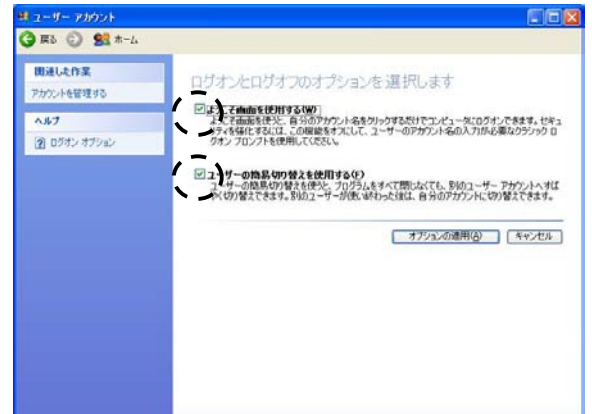 ユーザー アカウント
戻る
ホーム
関連した作業
アカウントを管理する
ヘルプ
ログオン オプション
ログオンとログオフのオプションを選択します
ようこそ画面を使用する(W)
ようこそ画面を使うと、自分のアカウント名をクリックするだけでコンピュータにログオンできます。セキュ
リティを強化するには、この機能をオフにして、ユーザーのアカウント名の入力が必要なクラシック ロ
グオン プロンプトを使用してください。
ユーザーの簡易切り替えを使用する(F)
ユーザーの簡易切り替えを使うと、プログラムをすべて閉じなくても、別のユーザー アカウントへすば
やく切り替えできます。別のユーザーが使い終わった後は、自分のアカウントに切り替えできます。
オプションの適用(A)
キャンセル